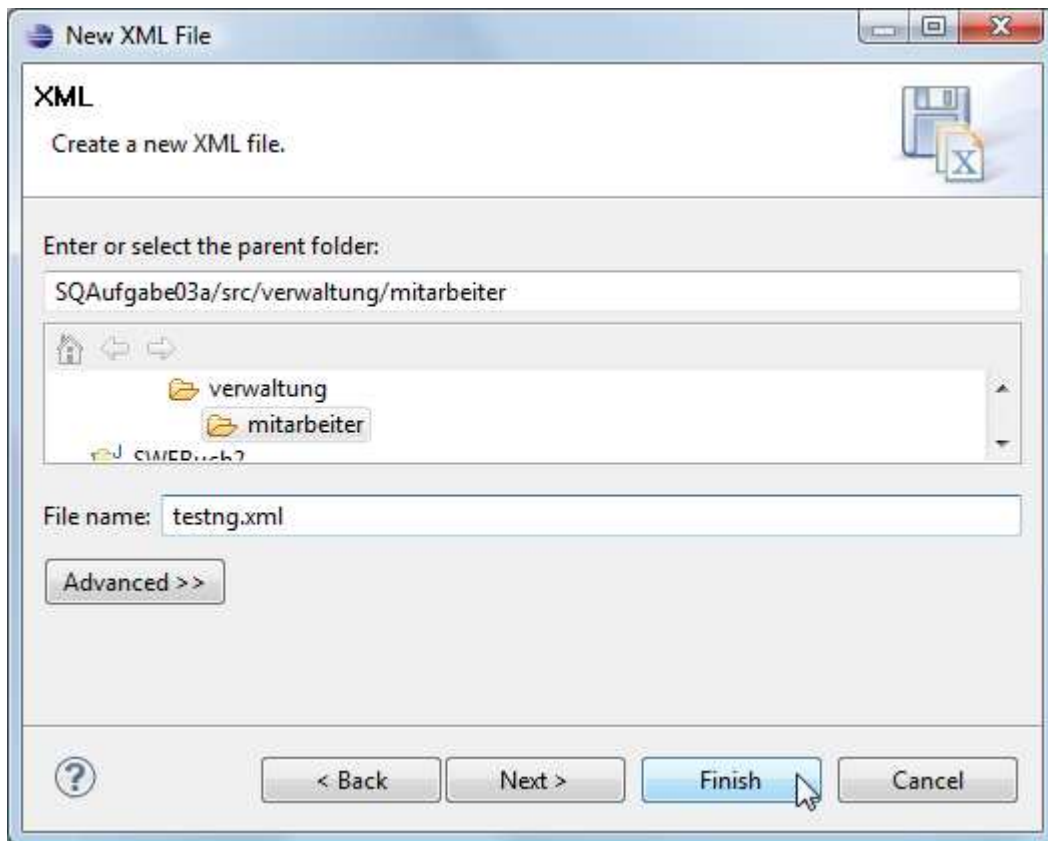 New XML File
XML
Create a new XML file.
X
Enter or select the parent folder:
SQAufgabe03a/src/verwaltung/mitarbeiter
verwaltung
mitarbeiter
File name: testng.xml
Advanced >>
? < Back Next > Finish Cancel